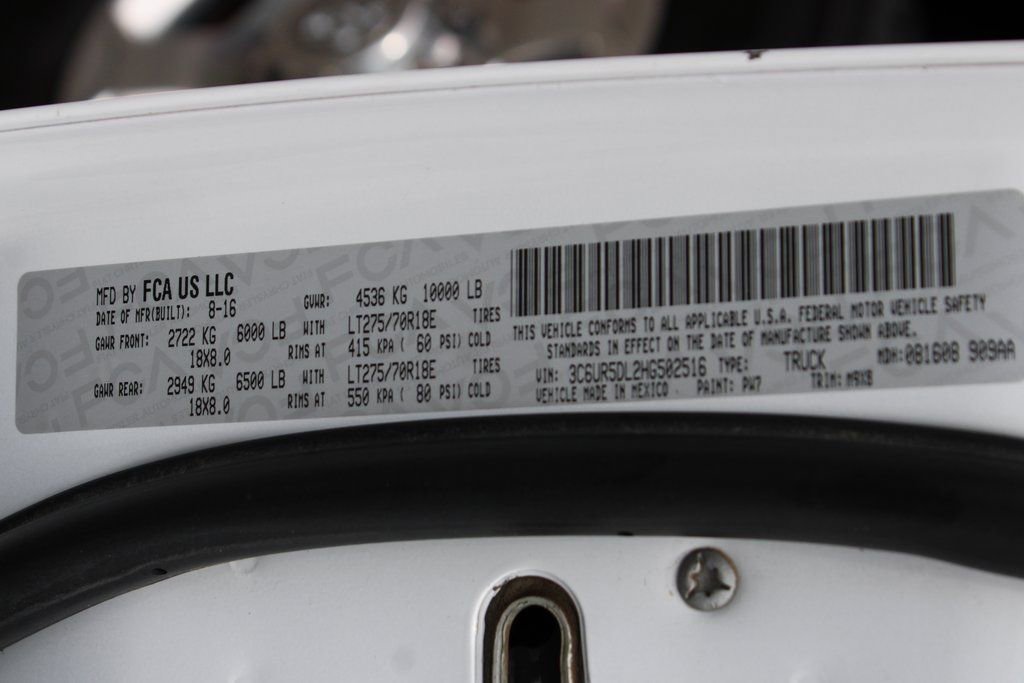 MFD BY FCA US LLC
DATE OF MFR(BUILT): 8-16 GVWR: 4536 KG 10000 LB
GAWR FRONT: 2722 KG 6000 LB WITH LT275/70R18E TIRES
18X8.0 RIMS AT 415 KPA ( 60 PSI) COLD
GAWR REAR: 2949 KG 6500 LB WITH LT275/70R18E TIRES
18X8.0 RIMS AT 550 KPA ( 80 PSI) COLD
THIS VEHICLE CONFORMS TO ALL APPLICABLE U.S.A. FEDERAL MOTOR VEHICLE SAFETY
STANDARDS IN EFFECT ON THE DATE OF MANUFACTURE SHOWN ABOVE.
VIN: 3C6UR5DL2HG502516 TYPE: TRUCK MDH: 081608 909AA
VEHICLE MADE IN MEXICO PAINT: PW7 TRIM: M9X8